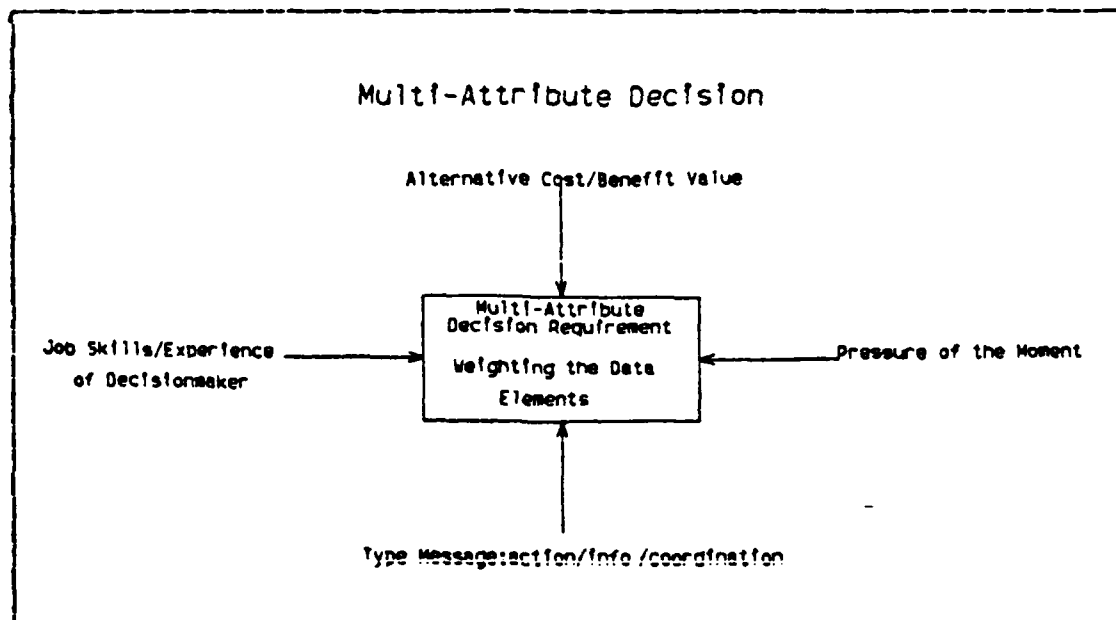 Multi-Attribute Decision
Alternative Cost/Benefit Value
Multi-Attribute
Decision Requirement
Job Skills/Experience
of Decisionmaker
Weighting the Data
Elements
Pressure of the Moment
Type Message:action/info/coordination